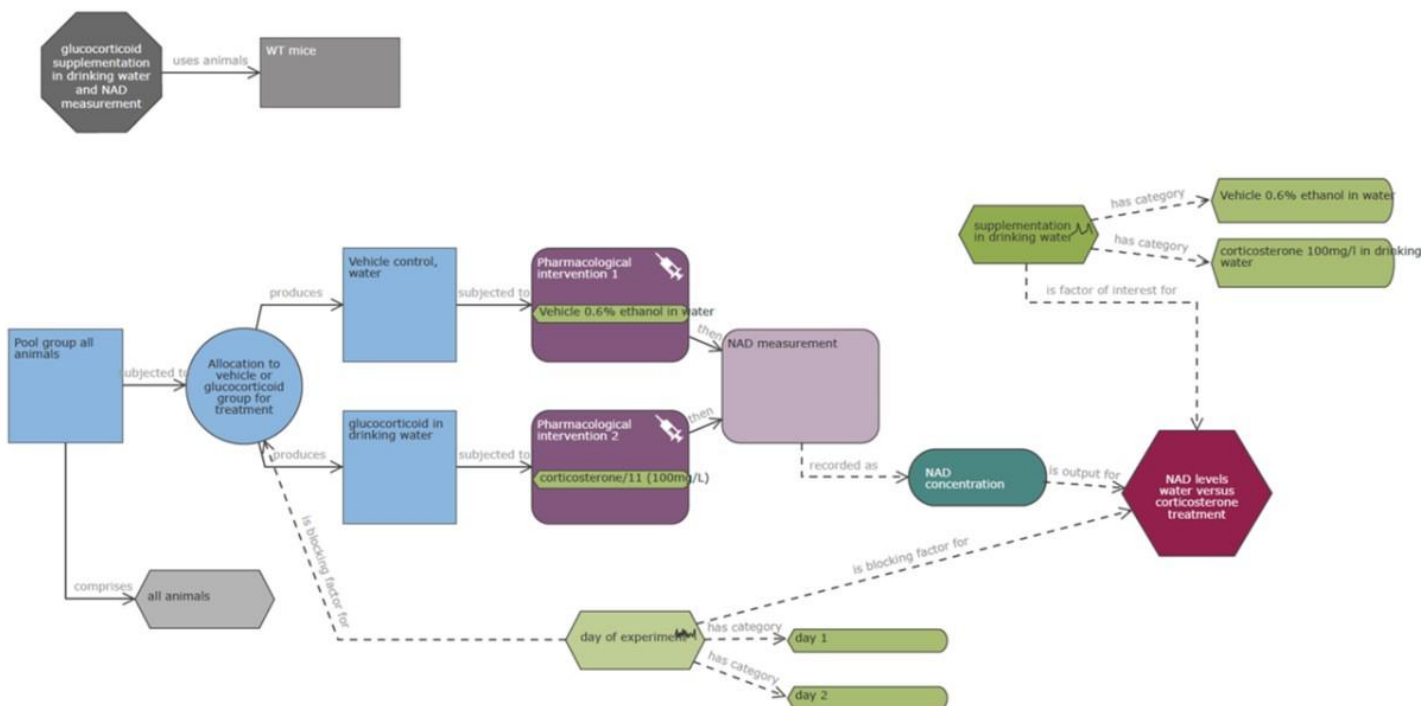 glucocorticoid
supplementation
in drinking water
and NAD
measurement
uses animals
WT mice
Vehicle 0.6% ethanol in water
has category
supplementation
in drinking water
has category
corticosterone 100mg/l in drinking
water
is factor of interest for
Vehicle control,
water
Pharmacological
intervention 1
produces
subjected to
Vehicle 0.6% ethanol in water
then
Pool group all
animals
subjected to
Allocation to
vehicle or
glucocorticoid
group for
treatment
NAD measurement
glucocorticoid in
drinking water
Pharmacological
intervention 2
then
produces
subjected to
corticosterone/11 (100mg/L)
recorded as
NAD
concentration
is output for
NAD levels
water versus
corticosterone
treatment
is blocking factor for
is blocking factor for
comprises
all animals
day of experiment
has category
day 1
has category
day 2